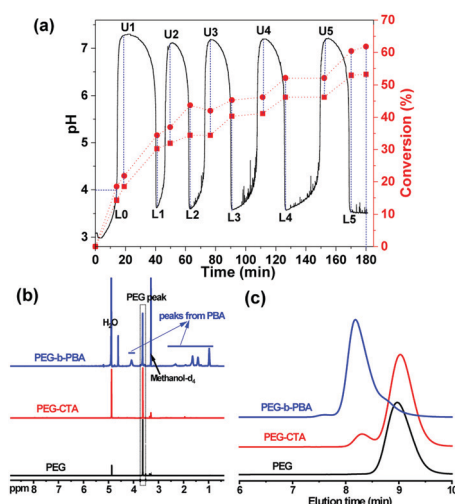 (a)
U1 U2 U3 U4 U5
7
6
5
4
3
pH
70
60
50
40
30
20
10
0
Conversion (%)
L0 L1 L2 L3 L4 L5
0 20 40 60 80 100 120 140 160 180
Time (min)
(b)
PEG peak
H2O
peaks from PBA
PEG-b-PBA
Methanol-d4
PEG-CTA
PEG
ppm 8 7 6 5 4 3 2 1
(c)
PEG-b-PBA
PEG-CTA
PEG
6 7 8 9 10
Elution time (min)